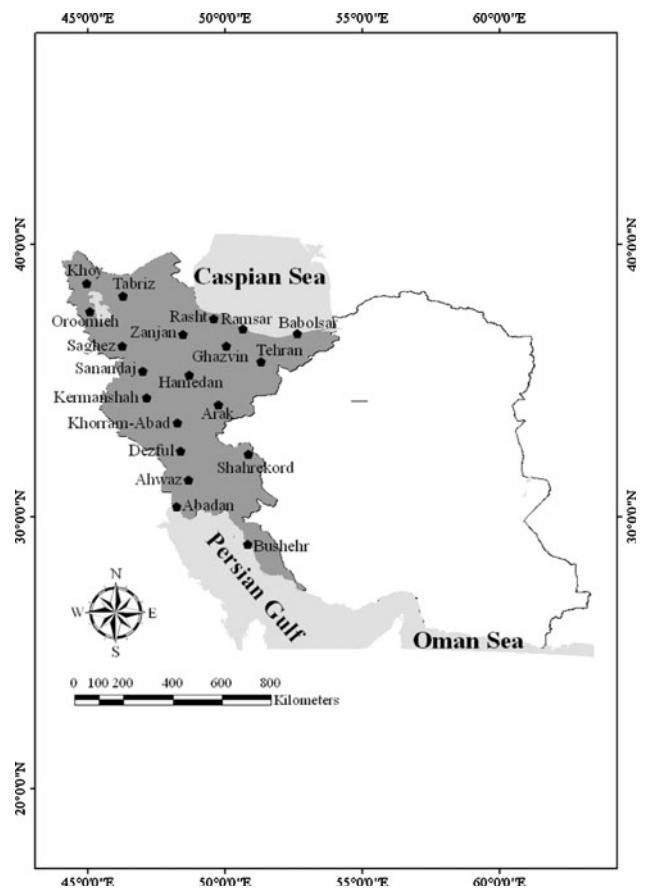 45°0'0"E 50°0'0"E 55°0'0"E 60°0'0"E
40°0'0"N 40°0'0"N
Caspian Sea
Khoy
Tabriz
Oroomieh
Rasht Ramsar
Babolsar
Zanjan
Saghez
Ghazvin
Tehran
Sanandaj
Hamedan
Kermanshah
Arak
Khorram-Abad
Dezful
Shahrekord
Ahwaz
30°0'0"N 30°0'0"N
Abadan
Bushehr
Persian Gulf
N
W E
S
Oman Sea
0 100 200 400 600 800
Kilometers
20°0'0"N 20°0'0"N
45°0'0"E 50°0'0"E 55°0'0"E 60°0'0"E